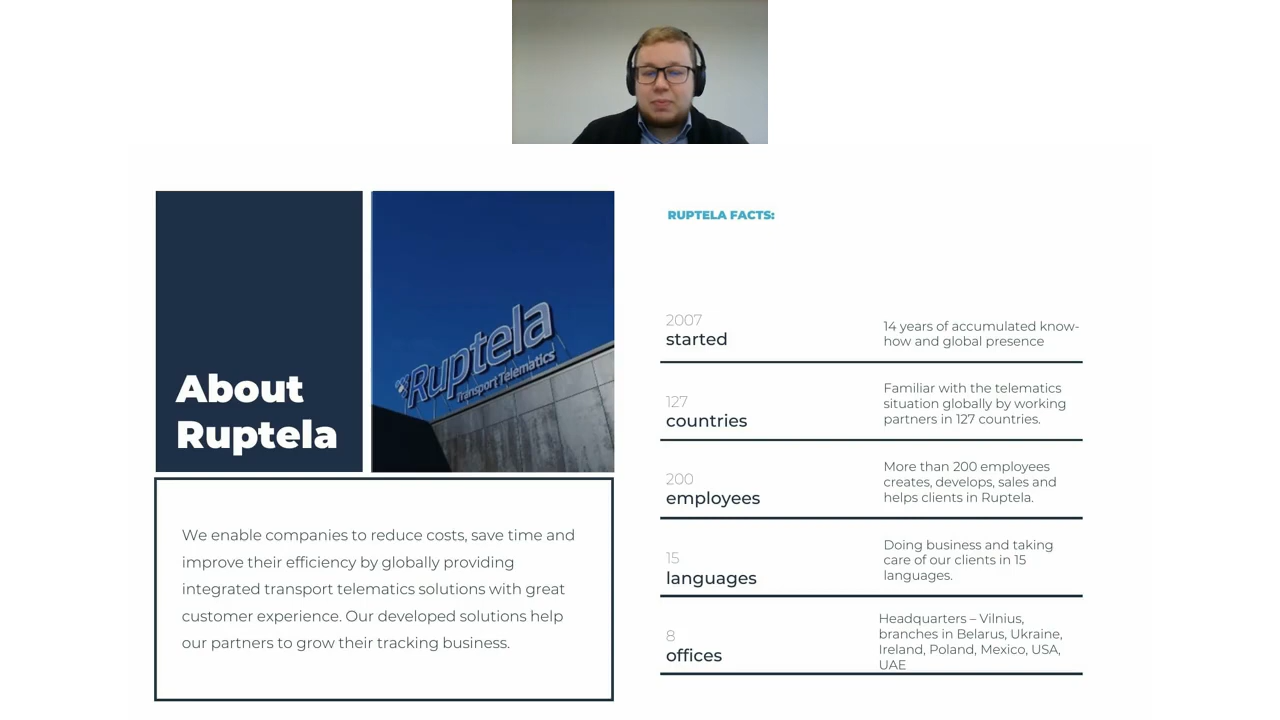 About
Ruptela
Ruptela
Transport Telematics
We enable companies to reduce costs, save time and
improve their efficiency by globally providing
integrated transport telematics solutions with great
customer experience. Our developed solutions help
our partners to grow their tracking business.
RUPTELA FACTS:
2007
started
14 years of accumulated know-
how and global presence
127
countries
Familiar with the telematics
situation globally by working
partners in 127 countries.
200
employees
More than 200 employees
creates, develops, sales and
helps clients in Ruptela.
15
languages
Doing business and taking
care of our clients in 15
languages.
8
offices
Headquarters – Vilnius,
branches in Belarus, Ukraine,
Ireland, Poland, Mexico, USA,
UAE